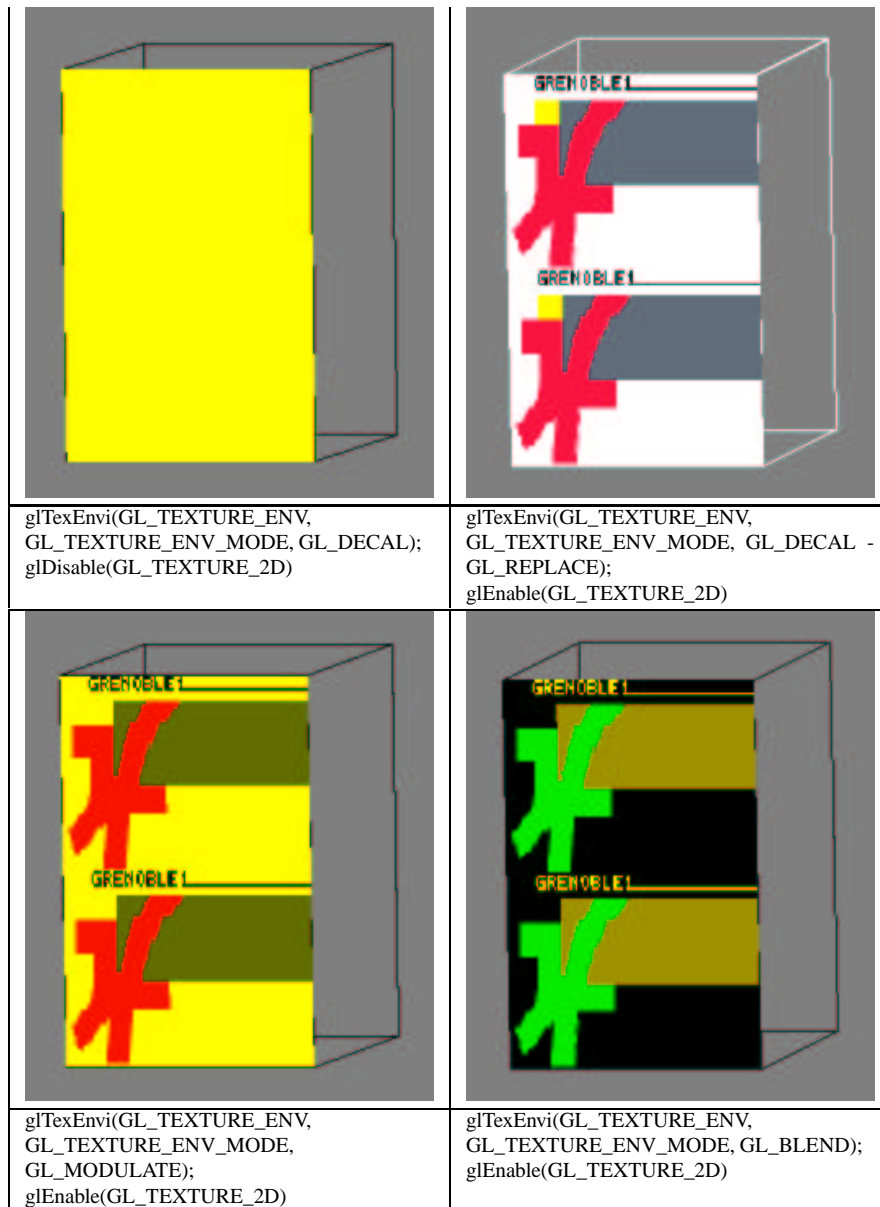 glTexEnvi(GL_TEXTURE_ENV,
GL_TEXTURE_ENV_MODE, GL_DECAL);
glDisable(GL_TEXTURE_2D)
GRENOBLE1
GRENOBLE1
glTexEnvi(GL_TEXTURE_ENV,
GL_TEXTURE_ENV_MODE, GL_DECAL -
GL_REPLACE);
glEnable(GL_TEXTURE_2D)
GRENOBLE1
GRENOBLE1
glTexEnvi(GL_TEXTURE_ENV,
GL_TEXTURE_ENV_MODE,
GL_MODULATE);
glEnable(GL_TEXTURE_2D)
GRENOBLE1
GRENOBLE1
glTexEnvi(GL_TEXTURE_ENV,
GL_TEXTURE_ENV_MODE, GL_BLEND);
glEnable(GL_TEXTURE_2D)